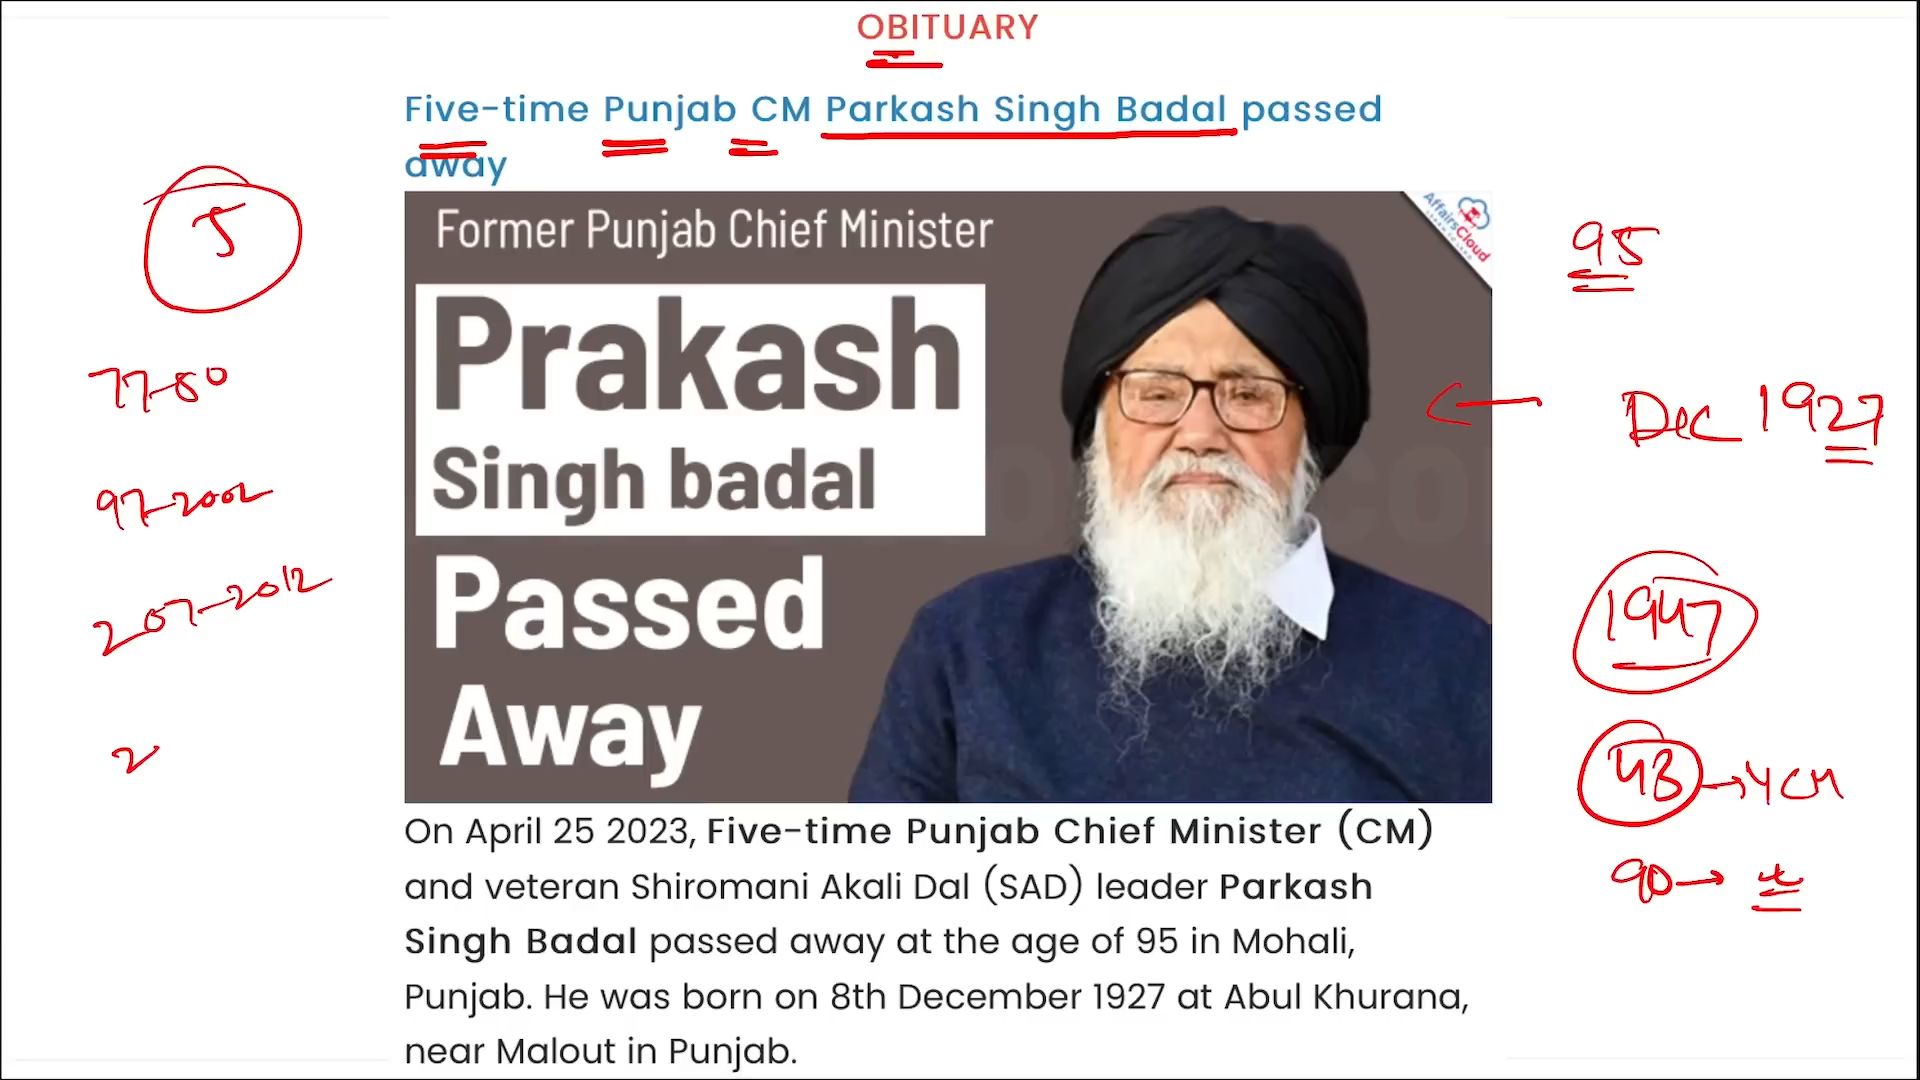 OBITUARY
Five-time Punjab CM Parkash Singh Badal passed
away
5
Former Punjab Chief Minister
AffairsCloud
95
Prakash
77-80
Dec 1927
Singh badal
97-2002
Passed
2007-2012
1947
Away
2
43 → 4 CM
90 →
On April 25 2023, Five-time Punjab Chief Minister (CM)
and veteran Shiromani Akali Dal (SAD) leader Parkash
Singh Badal passed away at the age of 95 in Mohali,
Punjab. He was born on 8th December 1927 at Abul Khurana,
near Malout in Punjab.